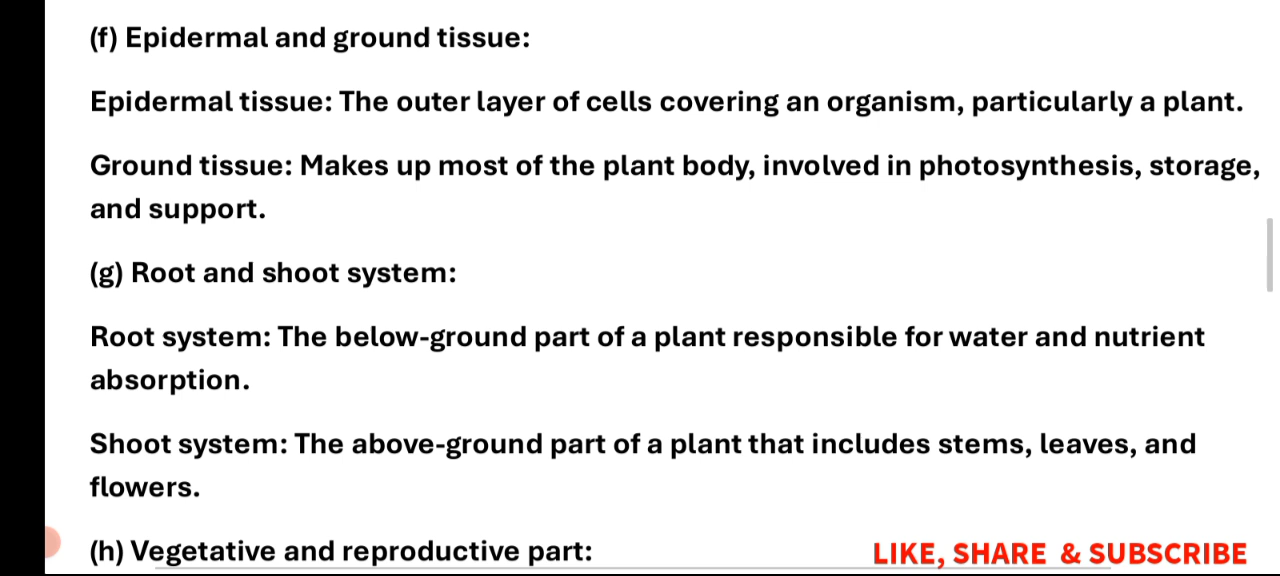 (f) Epidermal and ground tissue:
Epidermal tissue: The outer layer of cells covering an organism, particularly a plant.
Ground tissue: Makes up most of the plant body, involved in photosynthesis, storage,
and support.
(g) Root and shoot system:
Root system: The below-ground part of a plant responsible for water and nutrient
absorption.
Shoot system: The above-ground part of a plant that includes stems, leaves, and
flowers.
(h) Vegetative and reproductive part:
LIKE, SHARE & SUBSCRIBE